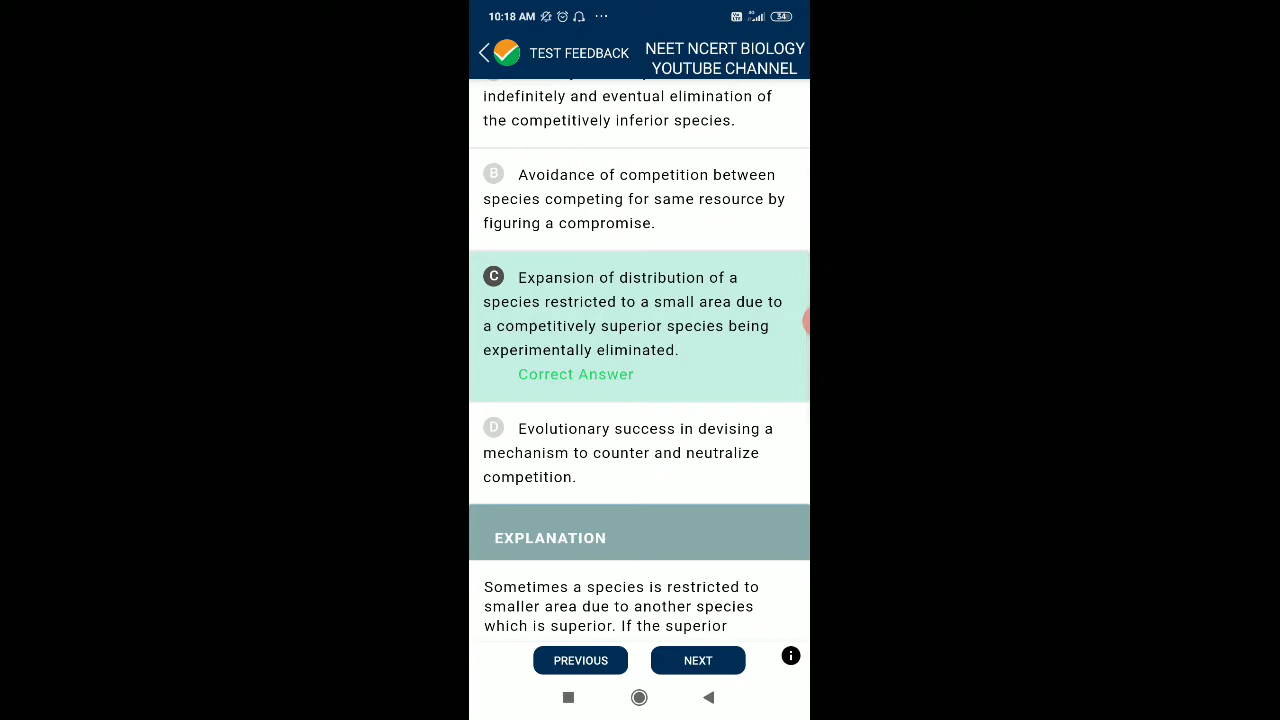 10:18 AM
4G
34
TEST FEEDBACK
NEET NCERT BIOLOGY
YOUTUBE CHANNEL
indefinitely and eventual elimination of
the competitively inferior species.
B Avoidance of competition between
species competing for same resource by
figuring a compromise.
C Expansion of distribution of a
species restricted to a small area due to
a competitively superior species being
experimentally eliminated.
Correct Answer
D Evolutionary success in devising a
mechanism to counter and neutralize
competition.
EXPLANATION
Sometimes a species is restricted to
smaller area due to another species
which is superior. If the superior
PREVIOUS
NEXT